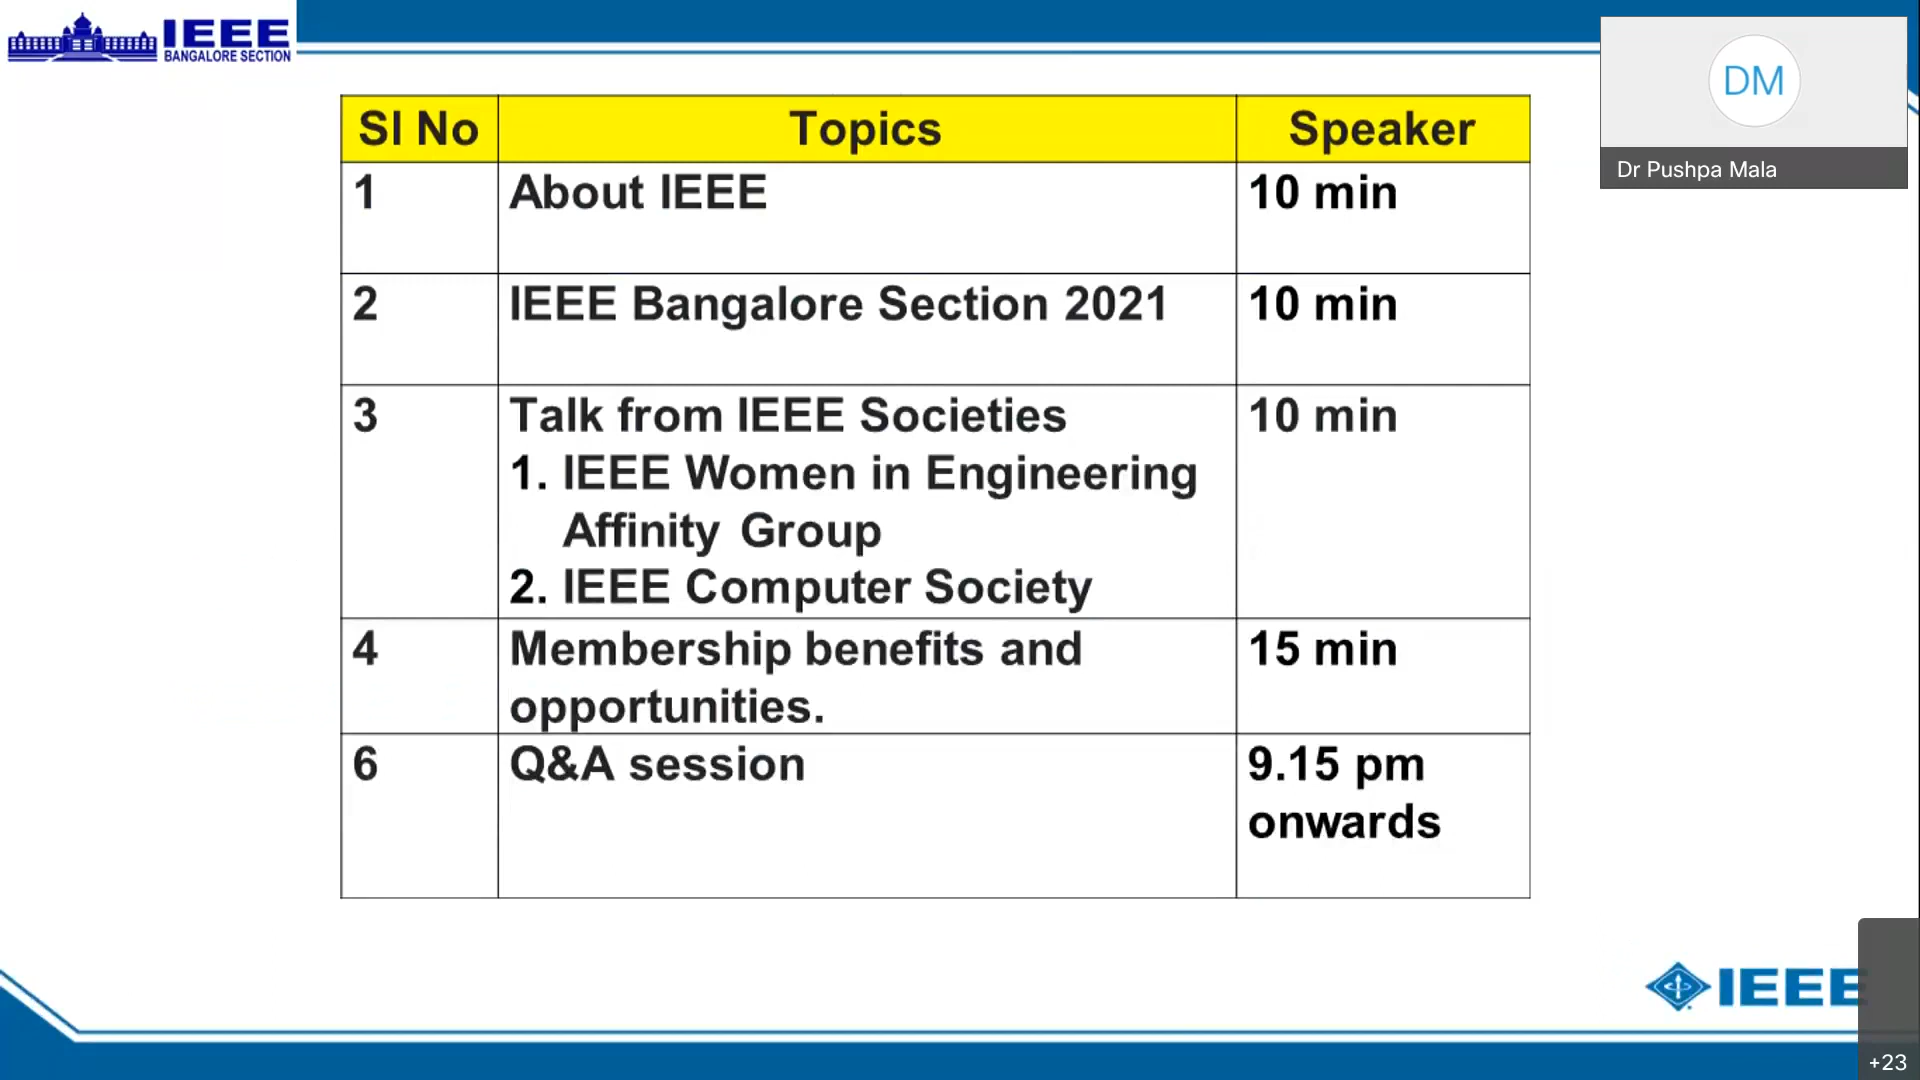 IEEE
BANGALORE SECTION
DM
Dr Pushpa Mala
Sl No Topics Speaker
1 About IEEE 10 min
2 IEEE Bangalore Section 2021 10 min
3 Talk from IEEE Societies 10 min
1. IEEE Women in Engineering
Affinity Group
2. IEEE Computer Society
4 Membership benefits and 15 min
opportunities.
6 Q&A session 9.15 pm
onwards
IEEE
+23